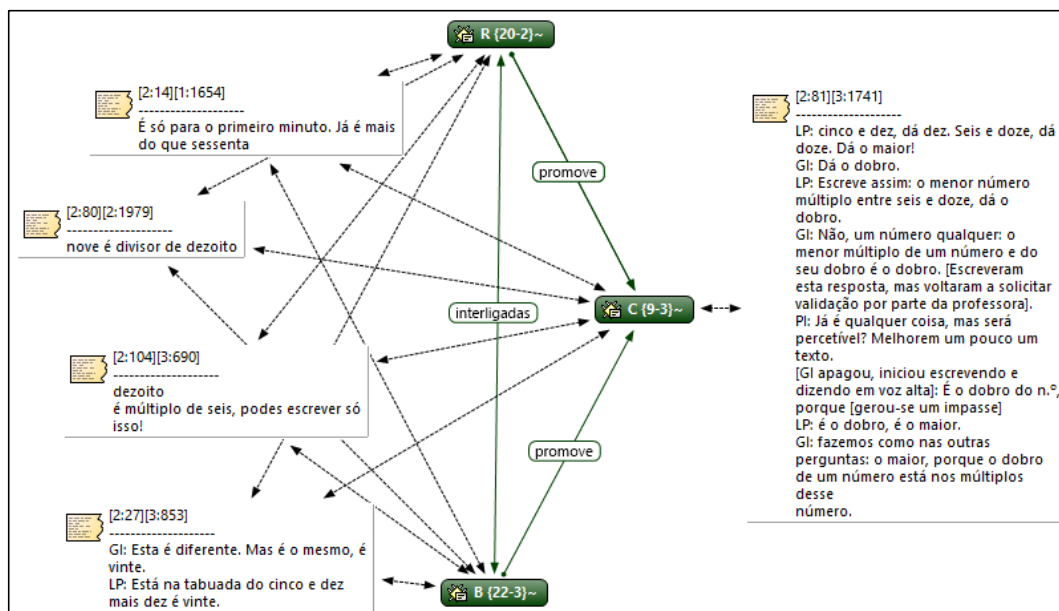 R {20-2}~
[2:14][1:1654]
--------------------
É só para o primeiro minuto. Já é mais
do que sessenta
[2:80][2:1979]
--------------------
nove é divisor de dezoito
[2:104][3:690]
--------------------
dezoito
é múltiplo de seis, podes escrever só
isso!
[2:27][3:853]
--------------------
GI: Esta é diferente. Mas é o mesmo, é
vinte.
LP: Está na tabuada do cinco e dez
mais dez é vinte.
promove
interligadas
C {9-3}~
promove
B {22-3}~
[2:81][3:1741]
--------------------
LP: cinco e dez, dá dez. Seis e doze, dá
doze. Dá o maior!
GI: Dá o dobro.
LP: Escreve assim: o menor número
múltiplo entre seis e doze, dá o
dobro.
GI: Não, um número qualquer: o
menor múltiplo de um número e do
seu dobro é o dobro. [Escreveram
esta resposta, mas voltaram a solicitar
validação por parte da professora].
PI: Já é qualquer coisa, mas será
percetível? Melhorem um pouco um
texto.
[GI apagou, iniciou escrevendo e
dizendo em voz alta]: É o dobro do n.º,
porque [gerou-se um impasse]
LP: é o dobro, é o maior.
GI: fazemos como nas outras
perguntas: o maior, porque o dobro
de um número está nos múltiplos
desse
número.